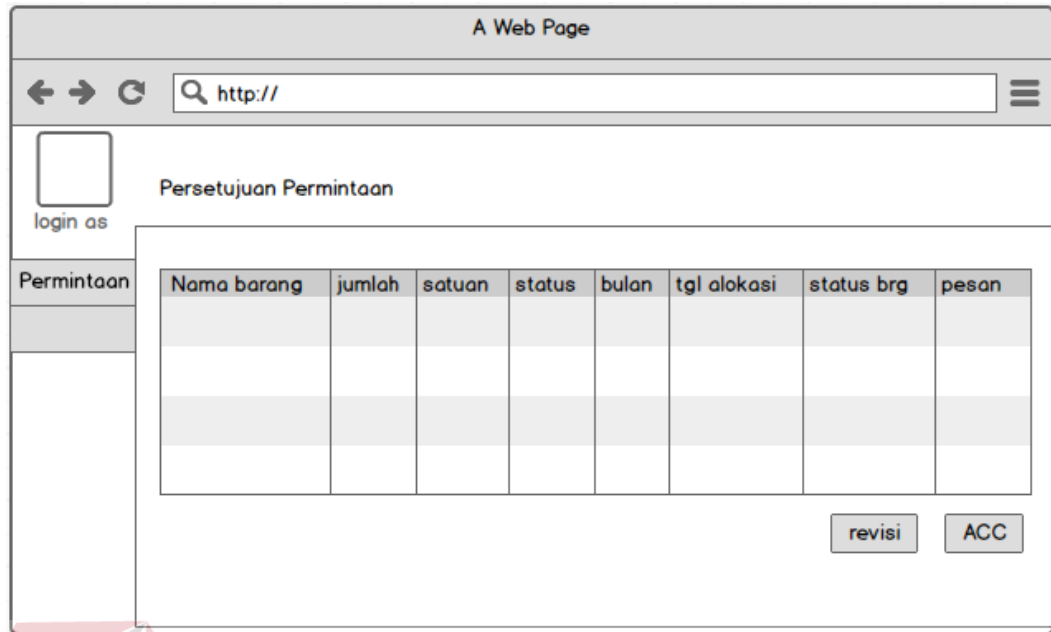 A Web Page
http://
login as
Persetujuan Permintaan
Permintaan
Nama barang jumlah satuan status bulan tgl alokasi status brg pesan
revisi ACC